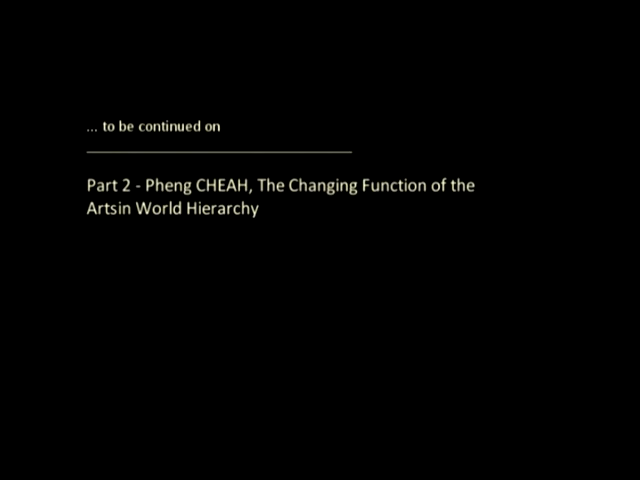 ... to be continued on
Part 2 - Pheng CHEAH, The Changing Function of the
Artsin World Hierarchy